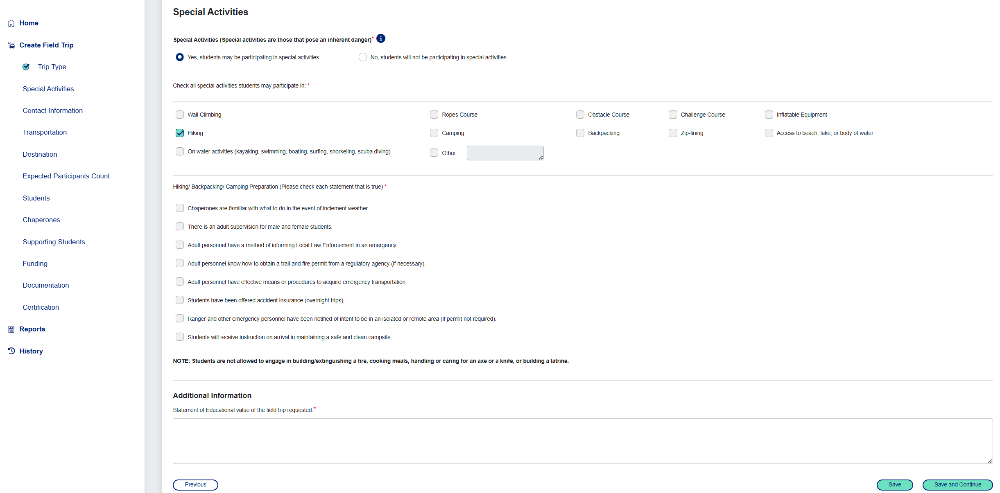 Home
Create Field Trip
Trip Type
Special Activities
Contact Information
Transportation
Destination
Expected Participants Count
Students
Chaperones
Supporting Students
Funding
Documentation
Certification
Reports
History
Special Activities
Special Activities (Special activities are those that pose an inherent danger)*
Yes, students may be participating in special activities
No, students will not be participating in special activities
Check all special activities students may participate in: *
Wall Climbing
Ropes Course
Obstacle Course
Challenge Course
Inflatable Equipment
Hiking
Camping
Backpacking
Zip-lining
Access to beach, lake, or body of water
On water activities (kayaking, swimming, boating, surfing, snorkeling, scuba diving)
Other
Hiking/ Backpacking/ Camping Preparation (Please check each statement that is true) *
Chaperones are familiar with what to do in the event of inclement weather.
There is an adult supervision for male and female students.
Adult personnel have a method of informing Local Law Enforcement in an emergency.
Adult personnel know how to obtain a trail and fire permit from a regulatory agency (if necessary).
Adult personnel have effective means or procedures to acquire emergency transportation.
Students have been offered accident insurance (overnight trips).
Ranger and other emergency personnel have been notified of intent to be in an isolated or remote area (if permit not required).
Students will receive instruction on arrival in maintaining a safe and clean campsite.
NOTE: Students are not allowed to engage in building/extinguishing a fire, cooking meals, handling or caring for an axe or a knife, or building a latrine.
Additional Information
Statement of Educational value of the field trip requested.*
Previous
Save
Save and Continue